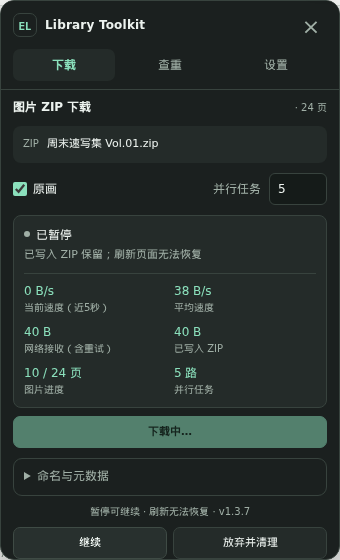 EL Library Toolkit
下载 查重 设置
图片 ZIP 下载 · 24 页
ZIP 周末速写集 Vol.01.zip
原画 并行任务 5
已暂停
已写入 ZIP 保留；刷新页面无法恢复
0 B/s 38 B/s
当前速度（近5秒） 平均速度
40 B 40 B
网络接收（含重试） 已写入 ZIP
10 / 24 页 5 路
图片进度 并行任务
下载中...
命名与元数据
暂停可继续 · 刷新无法恢复 · v1.3.7
继续 放弃并清理